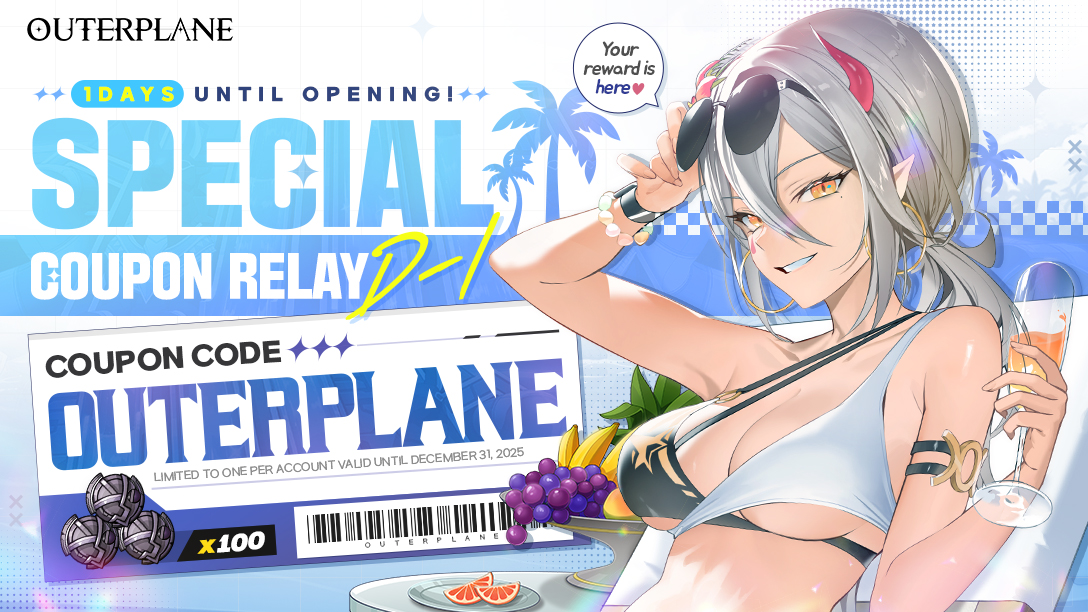 OUTERPLANE
1DAYS UNTIL OPENING!
SPECIAL
COUPON RELAY D-1
Your
reward is
here
COUPON CODE
OUTERPLANE
LIMITED TO ONE PER ACCOUNT VALID UNTIL DECEMBER 31, 2025
x100
OUTERPLANE